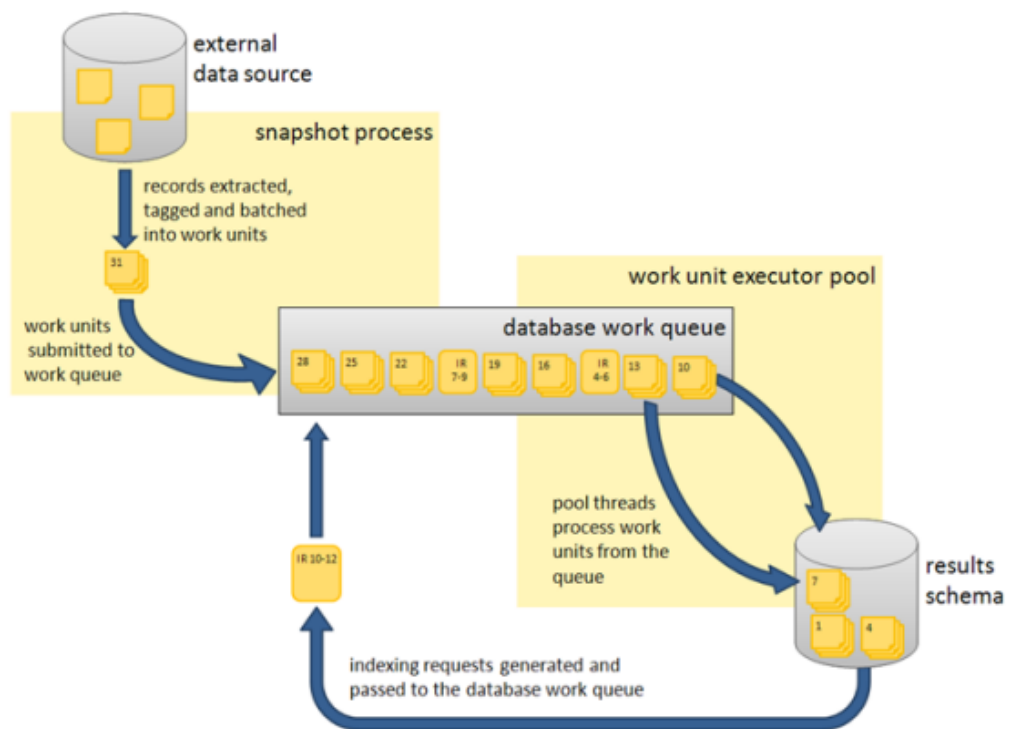 external
data source
snapshot process
records extracted,
tagged and batched
into work units
31
work units
submitted to
work queue
work unit executor pool
database work queue
28
25
22
IR
7-9
19
16
IR
4-6
13
10
pool threads
process work
units from the
queue
IR 10-12
results
schema
7
1
4
indexing requests generated and
passed to the database work queue